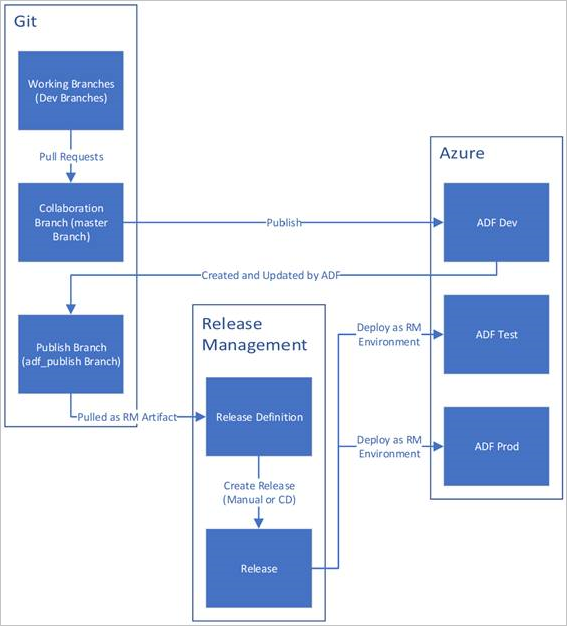 Git
Working Branches
(Dev Branches)
Pull Requests
Collaboration
Branch (master
Branch)
Publish
Azure
ADF Dev
Created and Updated by ADF
Publish Branch
(adf_publish Branch)
Pulled as RM Artifact
Release
Management
Release Definition
Create Release
(Manual or CD)
Release
Deploy as RM
Environment
ADF Test
Deploy as RM
Environment
ADF Prod